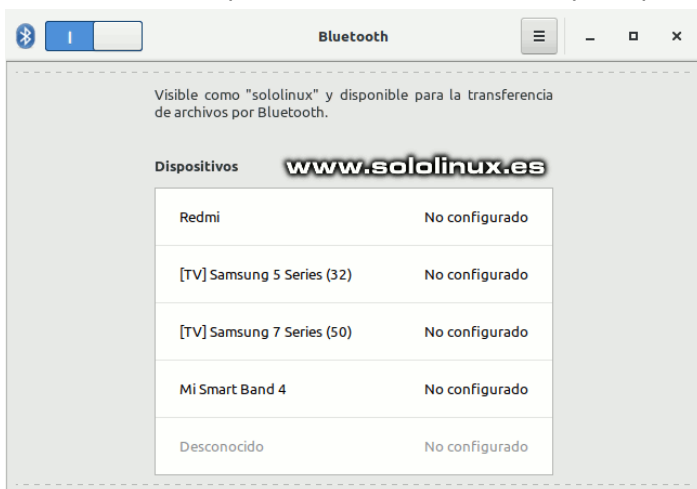 Bluetooth
Visible como "sololinux" y disponible para la transferencia
de archivos por Bluetooth.
Dispositivos
www.sololinux.es
Redmi No configurado
[TV] Samsung 5 Series (32) No configurado
[TV] Samsung 7 Series (50) No configurado
Mi Smart Band 4 No configurado
Desconocido No configurado